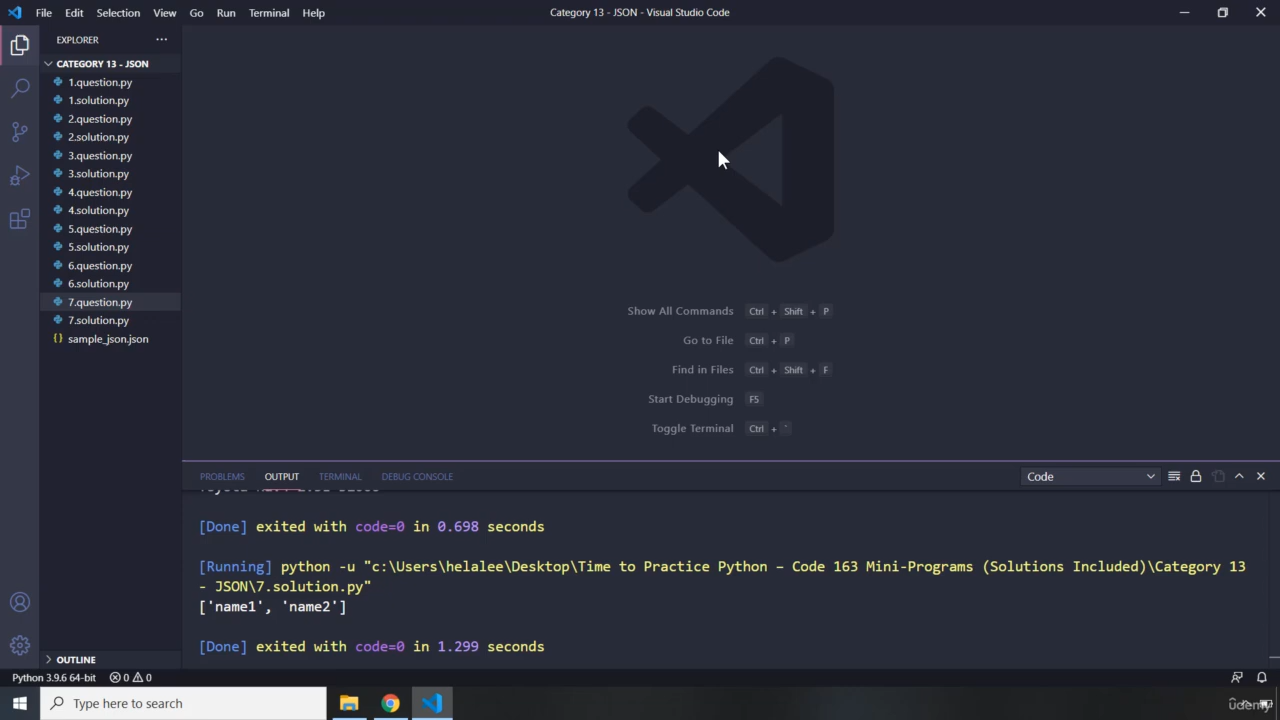 File Edit Selection View Go Run Terminal Help
Category 13 - JSON - Visual Studio Code
EXPLORER
CATEGORY 13 - JSON
1.question.py
1.solution.py
2.question.py
2.solution.py
3.question.py
3.solution.py
4.question.py
4.solution.py
5.question.py
5.solution.py
6.question.py
6.solution.py
7.question.py
7.solution.py
{ } sample_json.json
OUTLINE
Show All Commands Ctrl + Shift + P
Go to File Ctrl + P
Find in Files Ctrl + Shift + F
Start Debugging F5
Toggle Terminal Ctrl + `
PROBLEMS OUTPUT TERMINAL DEBUG CONSOLE
Code
[Done] exited with code=0 in 0.698 seconds
[Running] python -u "c:\Users\helalee\Desktop\Time to Practice Python – Code 163 Mini-Programs (Solutions Included)\Category 13
- JSON\7.solution.py"
['name1', 'name2']
[Done] exited with code=0 in 1.299 seconds
Python 3.9.6 64-bit 0 0
Type here to search
udemy